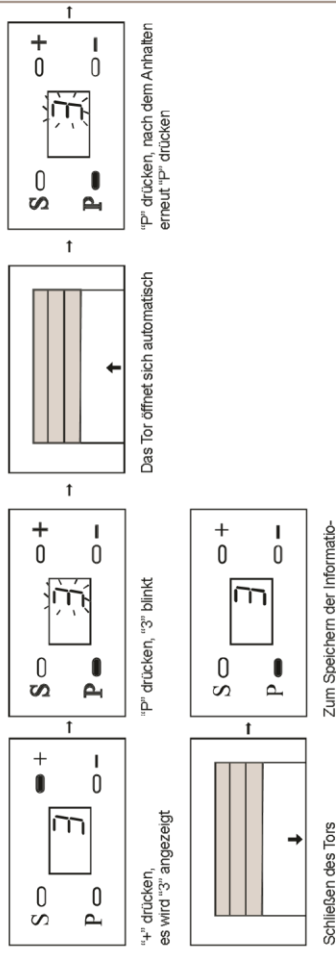 S
+
3
P
−
"+" drücken,
es wird "3" angezeigt
S
+
3
P
−
"P" drücken, "3" blinkt
Das Tor öffnet sich automatisch
S
+
3
P
−
"P" drücken, nach dem Anhalten
erneut "P" drücken
Schließen des Tors
S
+
3
P
−
Zum Speichern der Informatio-